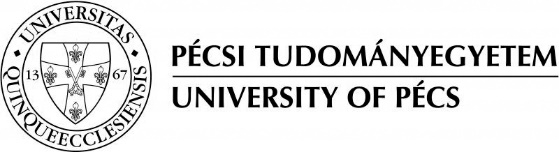 UNIVERSITAS
QUINQUEECCLESIENSIS
13 67
PÉCSI TUDOMÁNYEGYETEM
UNIVERSITY OF PÉCS